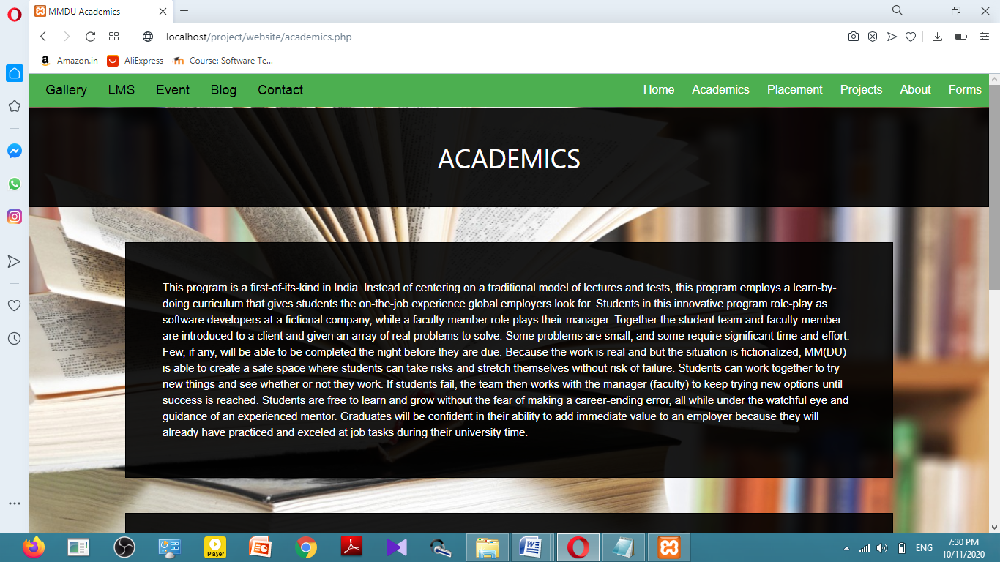 MMDU Academics
localhost/project/website/academics.php
Amazon.in AliExpress Course: Software Te...
Gallery LMS Event Blog Contact Home Academics Placement Projects About Forms
ACADEMICS
This program is a first-of-its-kind in India. Instead of centering on a traditional model of lectures and tests, this program employs a learn-by-
doing curriculum that gives students the on-the-job experience global employers look for. Students in this innovative program role-play as
software developers at a fictional company, while a faculty member role-plays their manager. Together the student team and faculty member
are introduced to a client and given an array of real problems to solve. Some problems are small, and some require significant time and effort.
Few, if any, will be able to be completed the night before they are due. Because the work is real and but the situation is fictionalized, MM(DU)
is able to create a safe space where students can take risks and stretch themselves without risk of failure. Students can work together to try
new things and see whether or not they work. If students fail, the team then works with the manager (faculty) to keep trying new options until
success is reached. Students are free to learn and grow without the fear of making a career-ending error, all while under the watchful eye and
guidance of an experienced mentor. Graduates will be confident in their ability to add immediate value to an employer because they will
already have practiced and exceled at job tasks during their university time.
Player
ENG
7:30 PM
10/11/2020